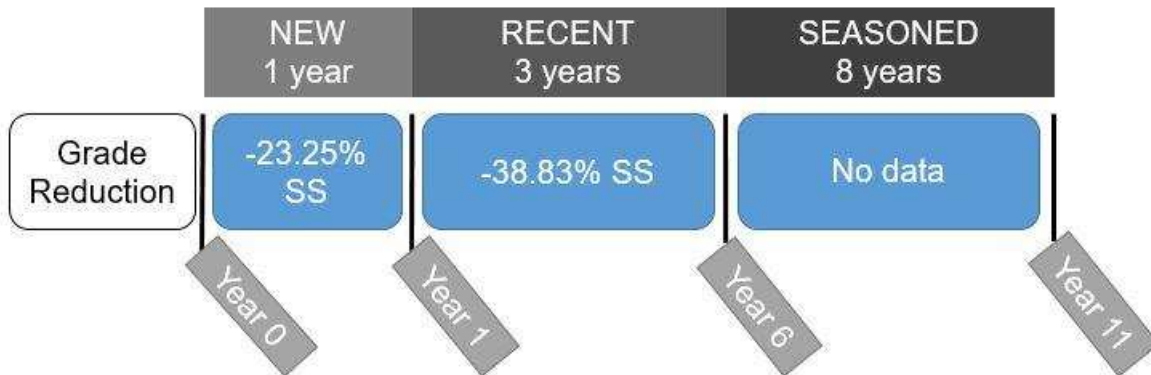 NEW
1 year
RECENT
3 years
SEASONED
8 years
Grade
Reduction
-23.25%
SS
-38.83% SS
No data
Year 0
Year 1
Year 6
Year 11